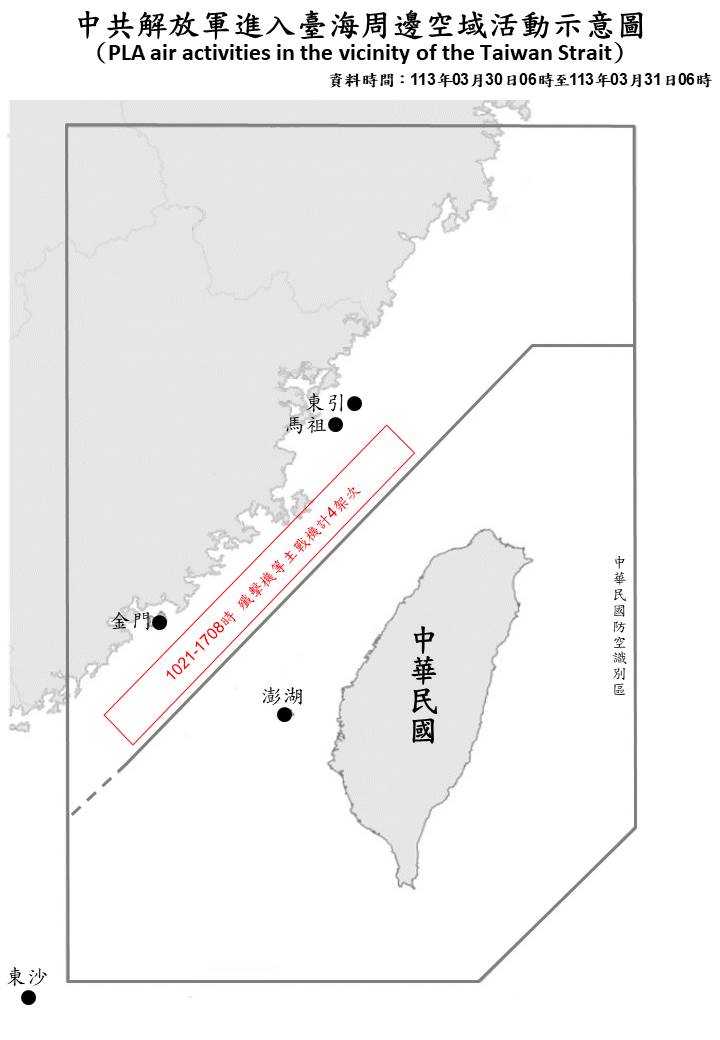 中共解放軍進入臺海周邊空域活動示意圖
（PLA air activities in the vicinity of the Taiwan Strait）
資料時間：113年03月30日06時至113年03月31日06時
東引
馬祖
1021-1708時 殲擊機等主戰機計4架次
中華民國防空識別區
金門
中華民國
澎湖
東沙